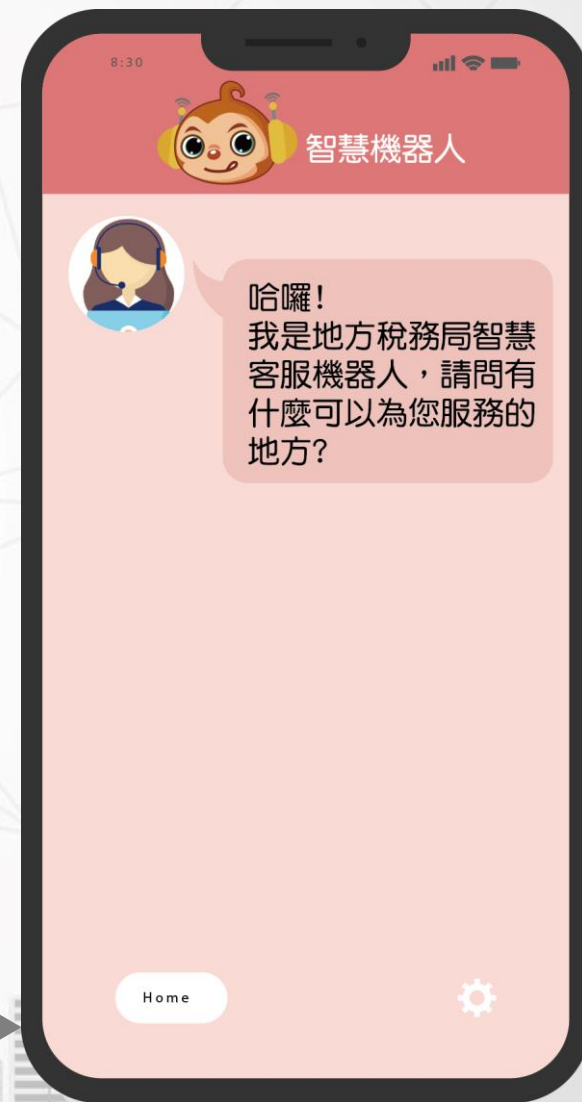 8:30
智慧機器人
哈囉!
我是地方稅務局智慧
客服機器人，請問有
什麼可以為您服務的
地方?
Home